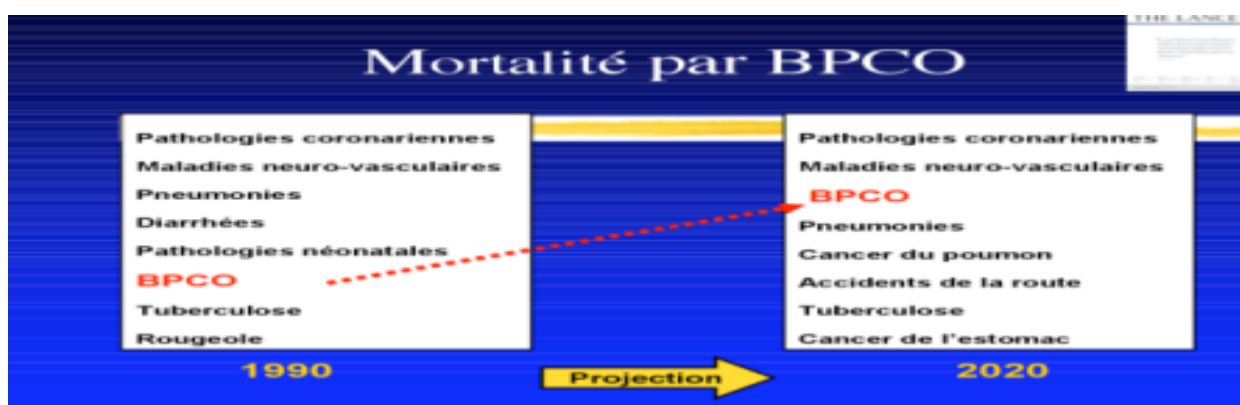 THE LANCET
Mortalité par BPCO
Pathologies coronariennes
Maladies neuro-vasculaires
Pneumonies
Diarrhées
Pathologies néonatales
BPCO
Tuberculose
Rougeole
1990
Projection
Pathologies coronariennes
Maladies neuro-vasculaires
BPCO
Pneumonies
Cancer du poumon
Accidents de la route
Tuberculose
Cancer de l'estomac
2020